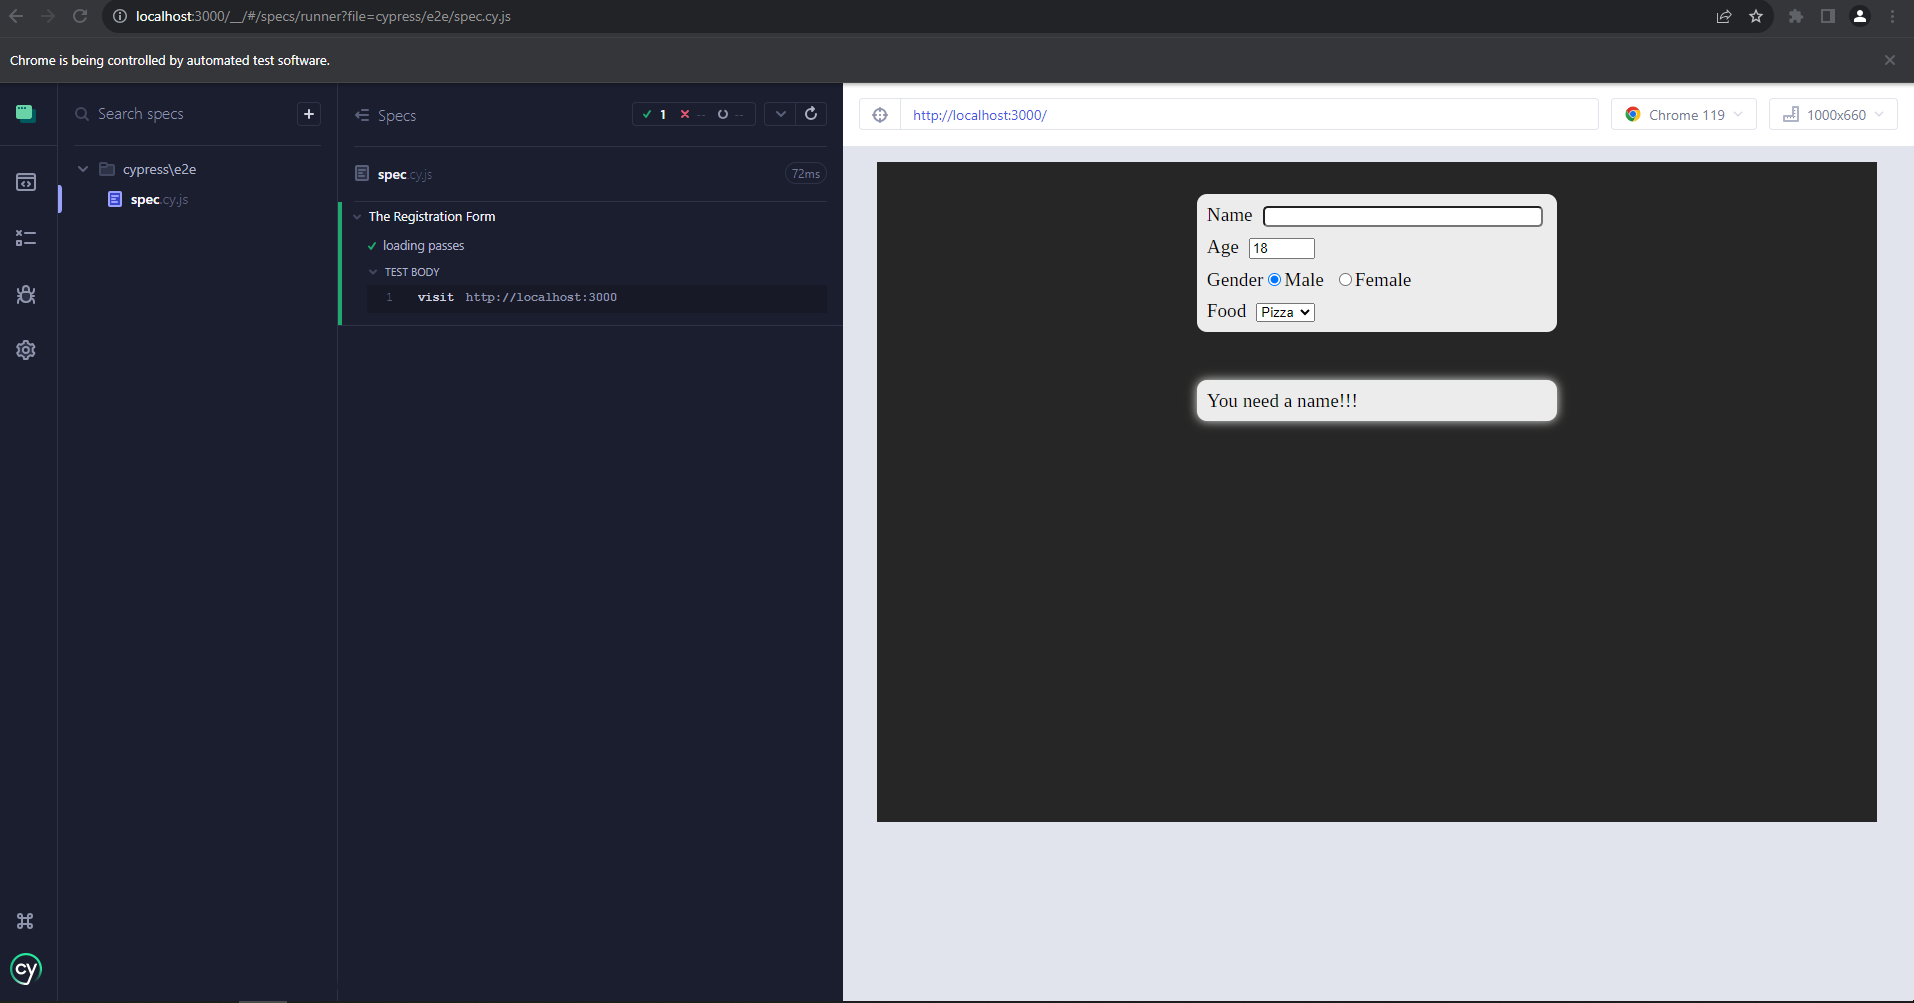 localhost:3000/__/#/specs/runner?file=cypress/e2e/spec.cy.js
Chrome is being controlled by automated test software.
Search specs
cypress\e2e
spec.cy.js
Specs
1 -- --
spec.cy.js
72ms
The Registration Form
loading passes
TEST BODY
1 visit http://localhost:3000
http://localhost:3000/
Chrome 119
1000x660
Name
Age 18
Gender Male Female
Food Pizza
You need a name!!!
cy